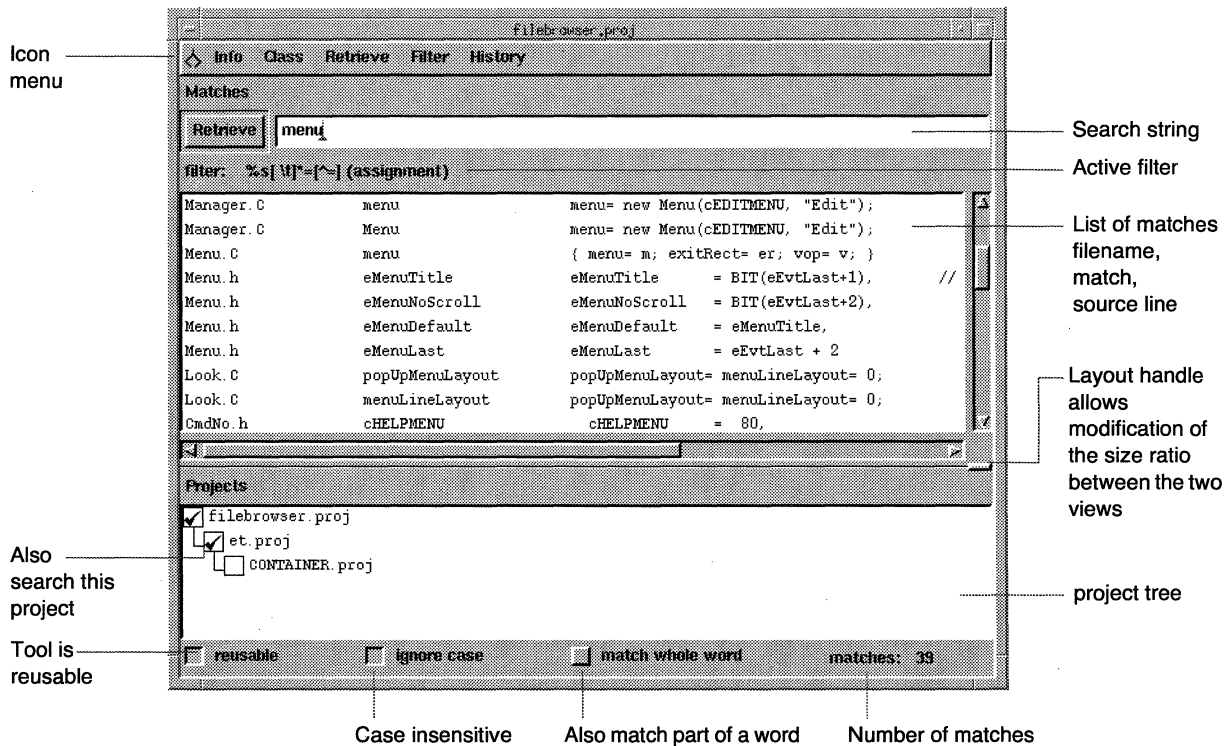 filebrowser.proj
Icon menu
Info Class Retrieve Filter History
Matches
Retrieve menu
Search string
filter: %s[ \t]*=[^=] (assignment)
Active filter
Manager.C menu menu= new Menu(cEDITMENU, "Edit");
Manager.C Menu menu= new Menu(cEDITMENU, "Edit");
Menu.C menu { menu= m; exitRect= er; vop= v; }
Menu.h eMenuTitle eMenuTitle = BIT(eEvtLast+1), //
Menu.h eMenuNoScroll eMenuNoScroll = BIT(eEvtLast+2),
Menu.h eMenuDefault eMenuDefault = eMenuTitle,
Menu.h eMenuLast eMenuLast = eEvtLast + 2
Look.C popUpMenuLayout popUpMenuLayout= menuLineLayout= 0;
Look.C menuLineLayout popUpMenuLayout= menuLineLayout= 0;
CmdNo.h cHELPMENU cHELPMENU = 80,
List of matches
filename,
match,
source line
Layout handle
allows
modification of
the size ratio
between the two
views
Projects
filebrowser.proj
et.proj
CONTAINER.proj
Also
search this
project
project tree
Tool is
reusable
reusable ignore case match whole word matches: 39
Case insensitive Also match part of a word Number of matches